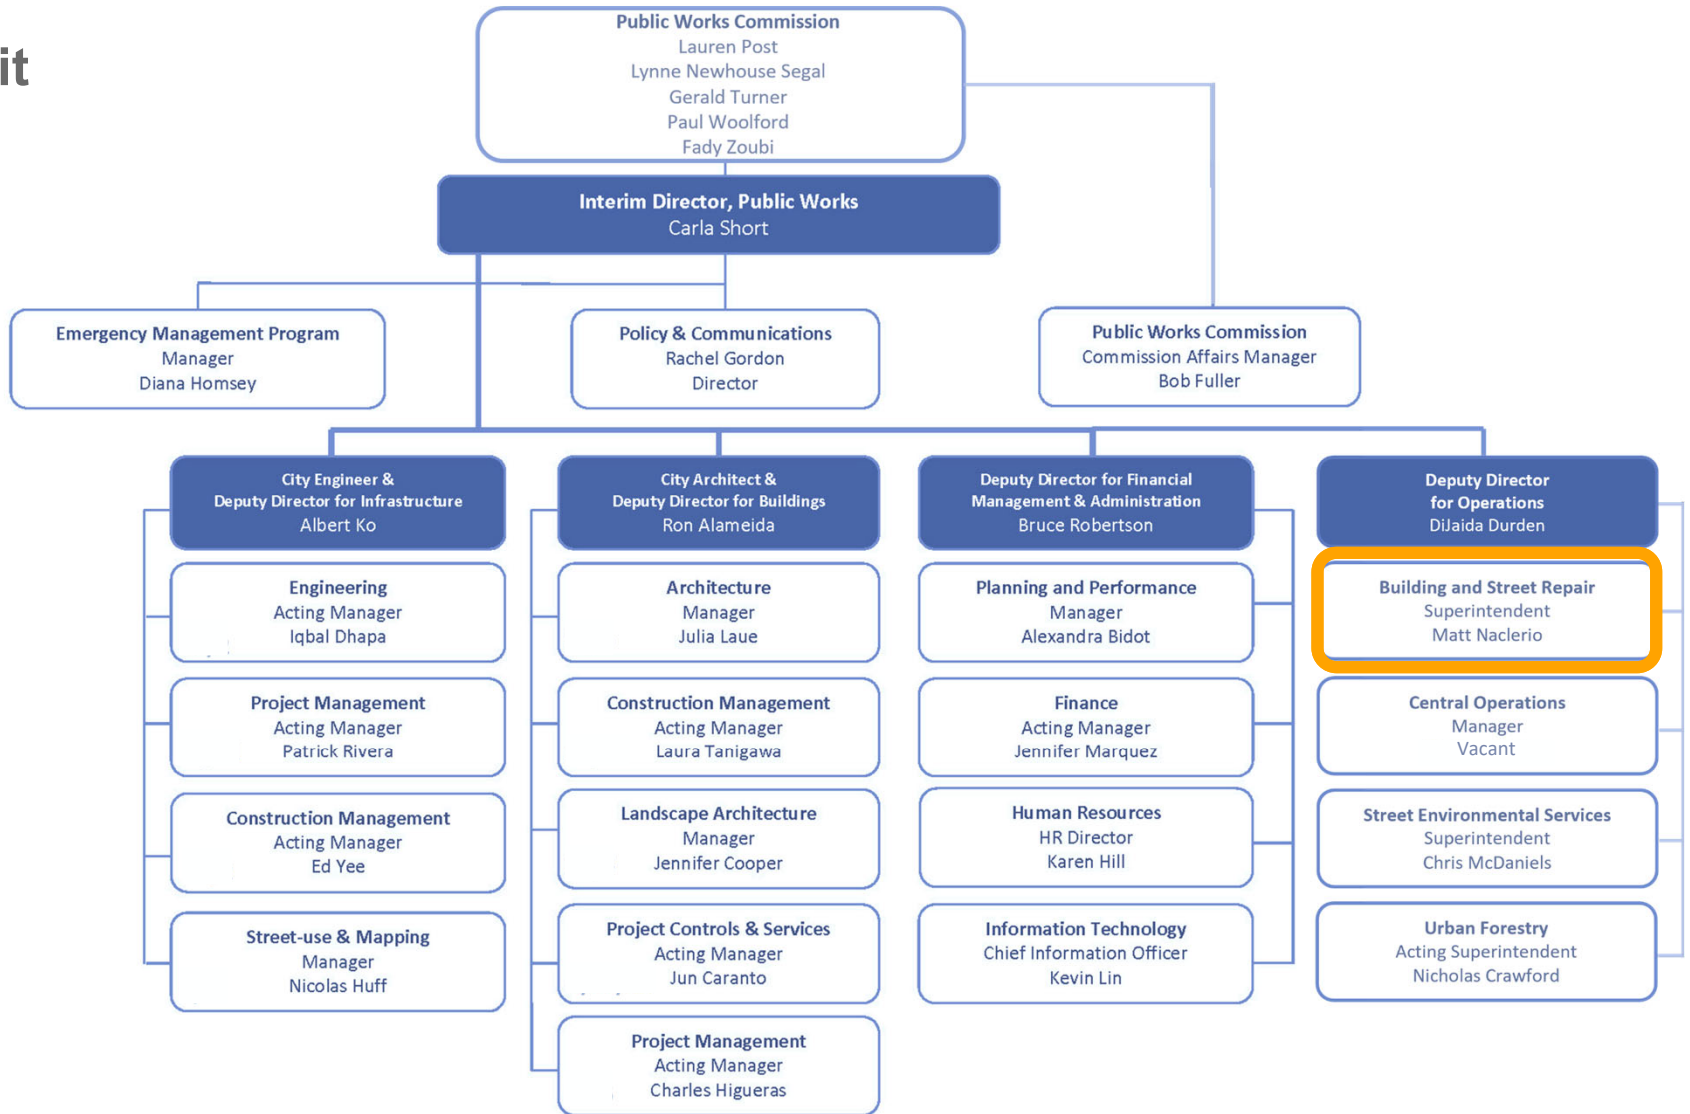 it
Public Works Commission
Lauren Post
Lynne Newhouse Segal
Gerald Turner
Paul Woolford
Fady Zoubi
Interim Director, Public Works
Carla Short
Emergency Management Program
Manager
Diana Homsey
Policy & Communications
Rachel Gordon
Director
Public Works Commission
Commission Affairs Manager
Bob Fuller
City Engineer &
Deputy Director for Infrastructure
Albert Ko
Engineering
Acting Manager
Iqbal Dhapa
Project Management
Acting Manager
Patrick Rivera
Construction Management
Acting Manager
Ed Yee
Street-use & Mapping
Manager
Nicolas Huff
City Architect &
Deputy Director for Buildings
Ron Alameida
Architecture
Manager
Julia Laue
Construction Management
Acting Manager
Laura Tanigawa
Landscape Architecture
Manager
Jennifer Cooper
Project Controls & Services
Acting Manager
Jun Caranto
Project Management
Acting Manager
Charles Higueras
Deputy Director for Financial
Management & Administration
Bruce Robertson
Planning and Performance
Manager
Alexandra Bidot
Finance
Acting Manager
Jennifer Marquez
Human Resources
HR Director
Karen Hill
Information Technology
Chief Information Officer
Kevin Lin
Deputy Director
for Operations
DiJaida Durden
Building and Street Repair
Superintendent
Matt Naclerio
Central Operations
Manager
Vacant
Street Environmental Services
Superintendent
Chris McDaniels
Urban Forestry
Acting Superintendent
Nicholas Crawford